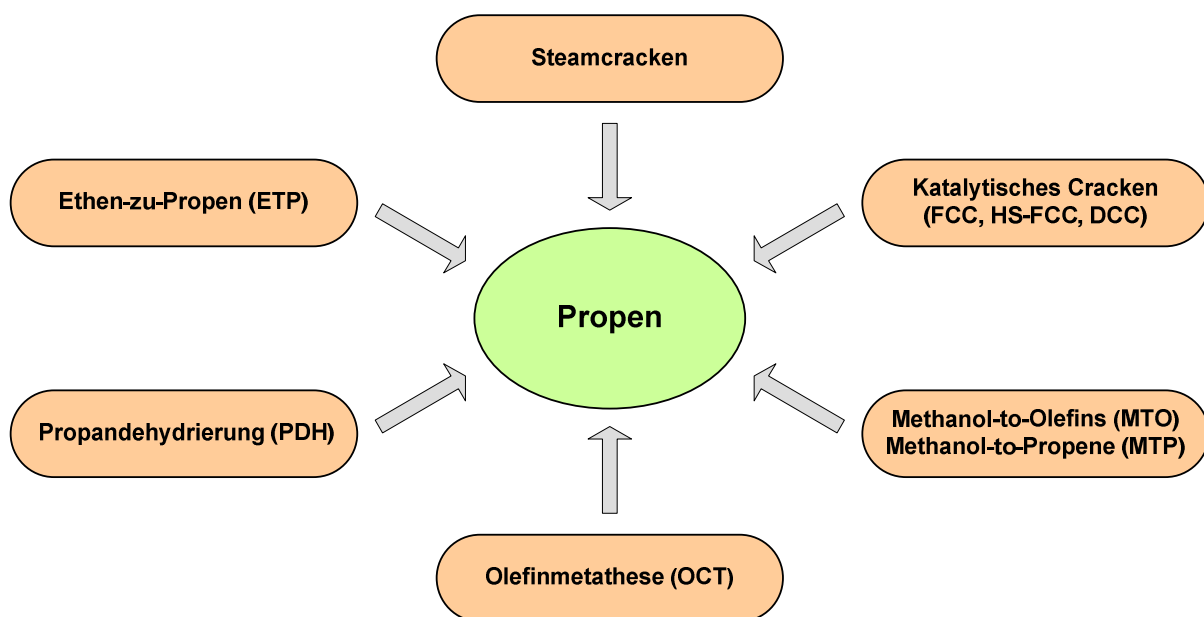 Steamcracken
Ethen-zu-Propen (ETP)
Katalytisches Cracken
(FCC, HS-FCC, DCC)
Propen
Propandehydrierung (PDH)
Methanol-to-Olefins (MTO)
Methanol-to-Propene (MTP)
Olefinmetathese (OCT)